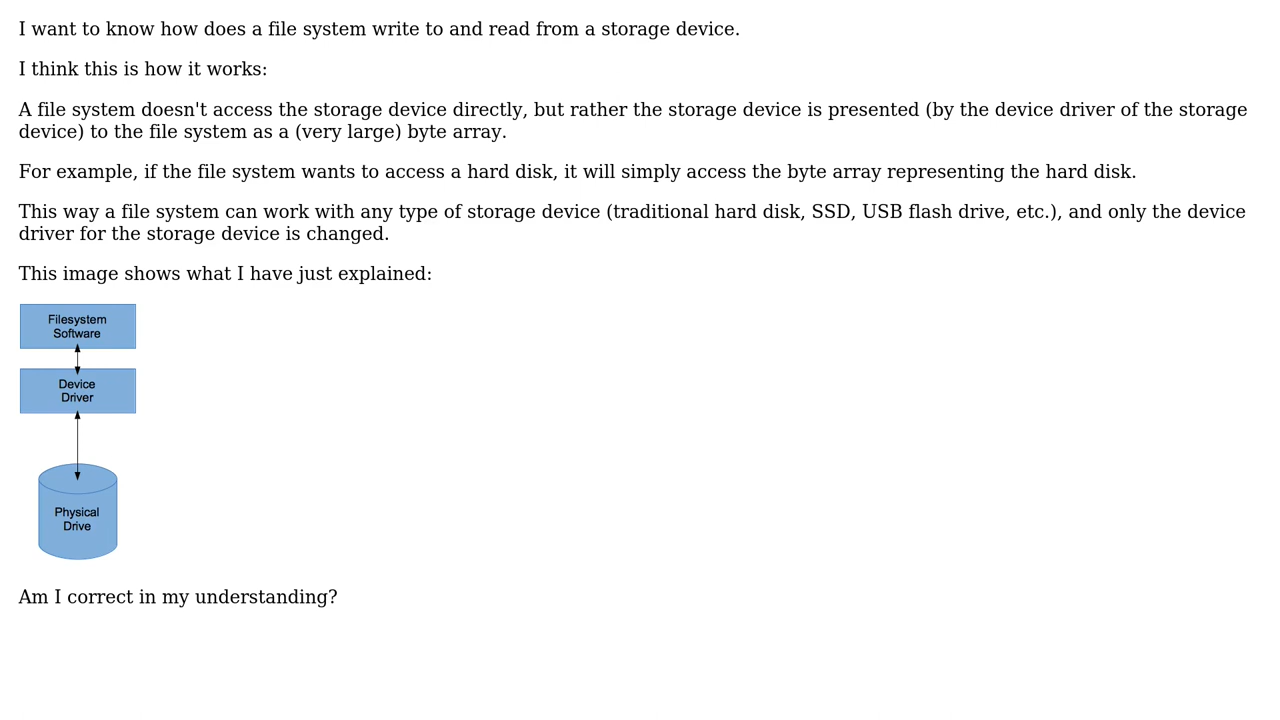 I want to know how does a file system write to and read from a storage device.
I think this is how it works:
A file system doesn't access the storage device directly, but rather the storage device is presented (by the device driver of the storage
device) to the file system as a (very large) byte array.
For example, if the file system wants to access a hard disk, it will simply access the byte array representing the hard disk.
This way a file system can work with any type of storage device (traditional hard disk, SSD, USB flash drive, etc.), and only the device
driver for the storage device is changed.
This image shows what I have just explained:
Filesystem
Software
Device
Driver
Physical
Drive
Am I correct in my understanding?